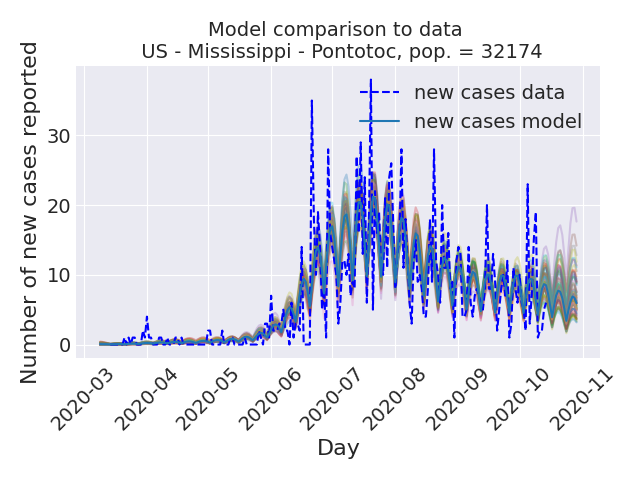 Model comparison to data
US - Mississippi - Pontotoc, pop. = 32174
Number of new cases reported
new cases data
new cases model
30
20
10
0
2020-03
2020-04
2020-05
2020-06
2020-07
2020-08
2020-09
2020-10
2020-11
Day